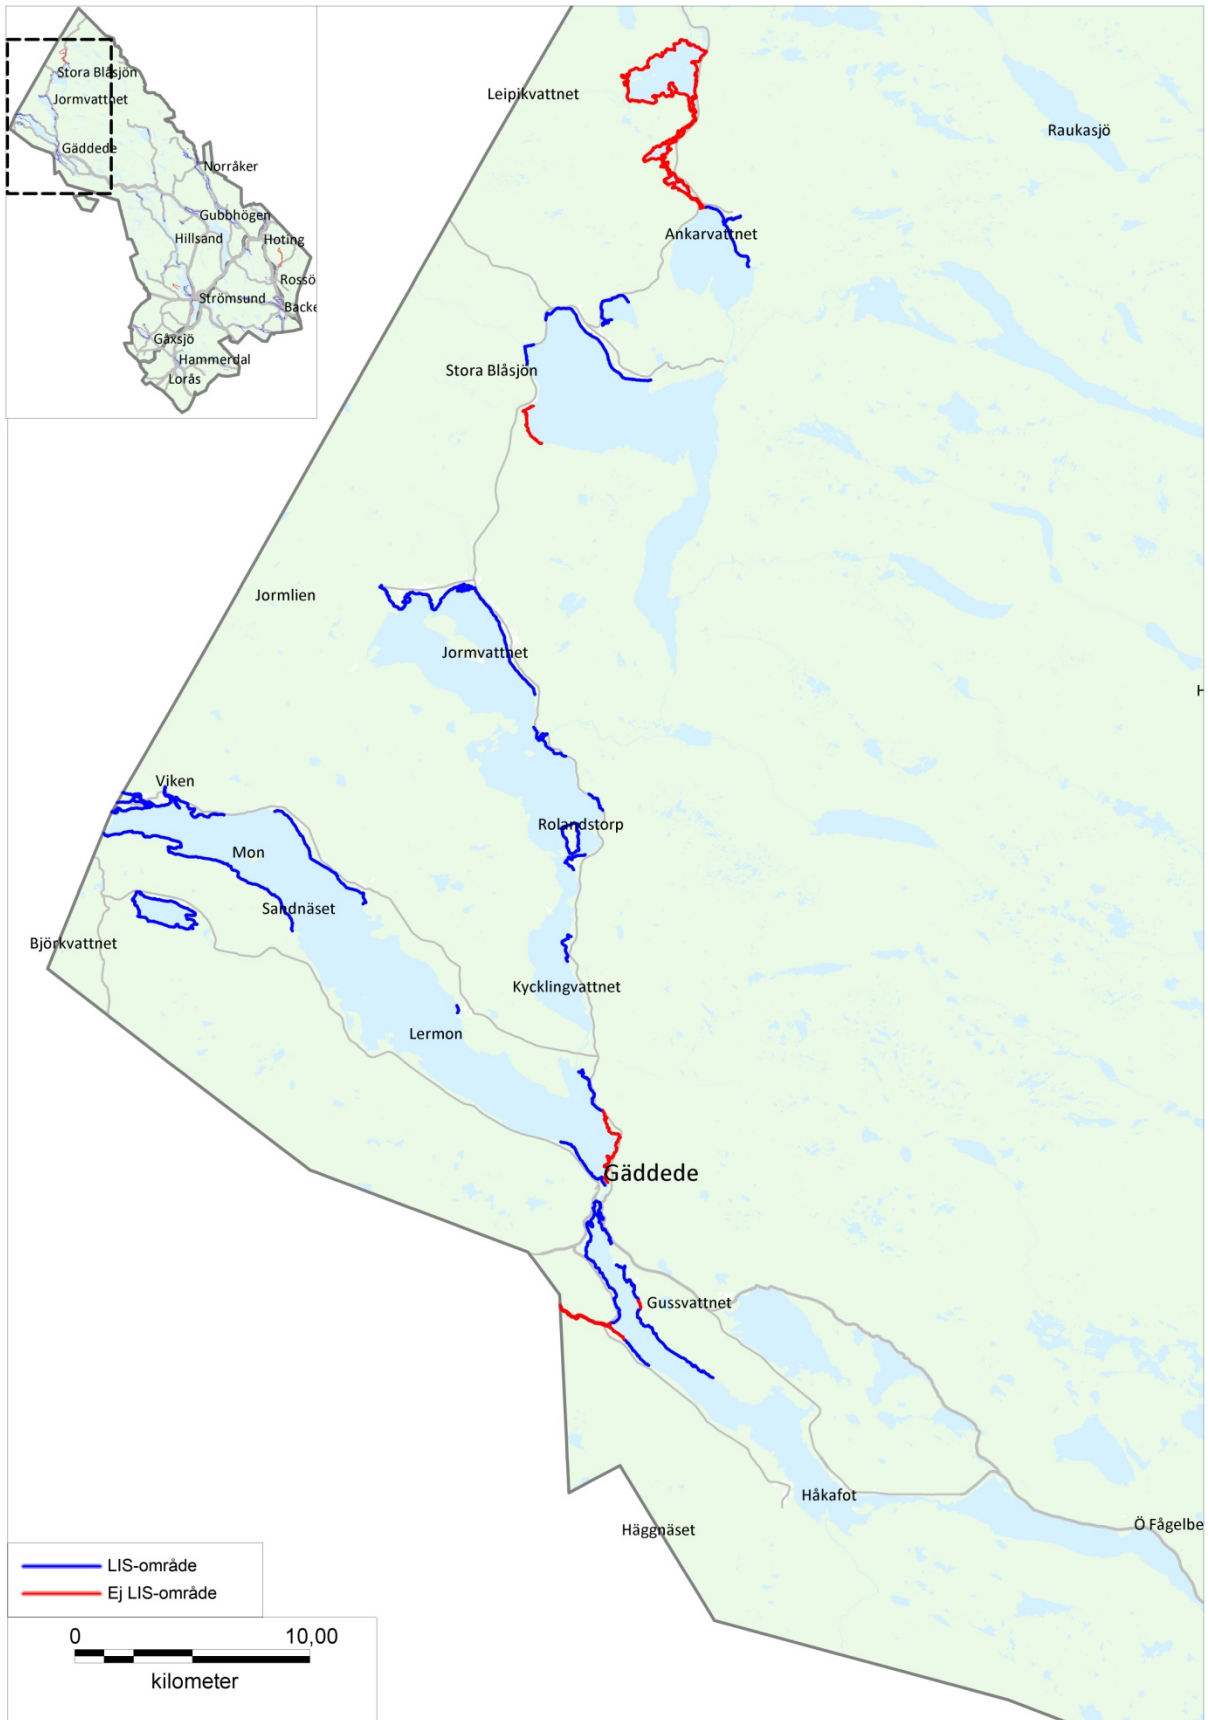 Stora Blåsjön
Jormvattnet
Gäddede
Norråker
Gubbhögen
Hillsand
Hoting
Rossö
Strömsund
Backe
Gåxsjö
Hammerdal
Lorås
Leipikvattnet
Raukasjö
Ankarvattnet
Stora Blåsjön
Jormlien
Jormvattnet
H
Viken
Rolandstorp
Mon
Sandnäset
Björkvattnet
Kycklingvattnet
Lermon
Gäddede
Gussvattnet
Håkafot
Häggnäset
Ö Fågelbe
LIS-område
Ej LIS-område
0 10,00
kilometer